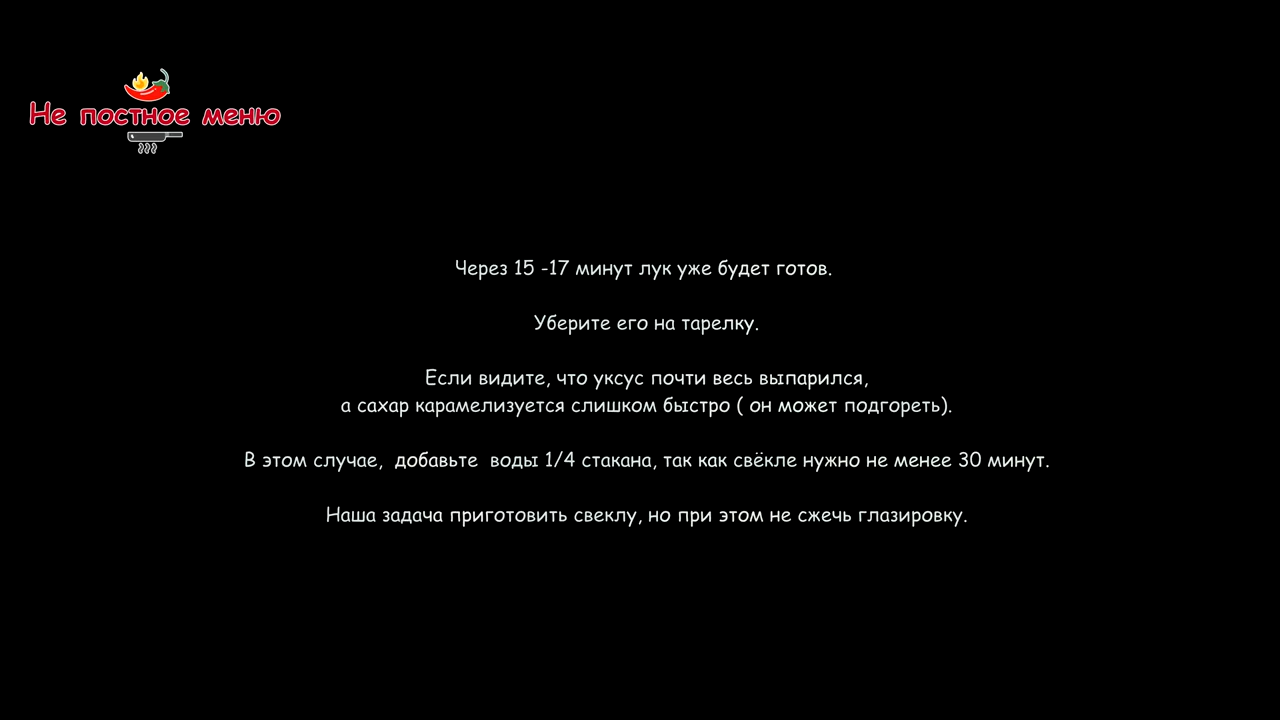 Не постное меню
Через 15 -17 минут лук уже будет готов.
Уберите его на тарелку.
Если видите, что уксус почти весь выпарился,
а сахар карамелизуется слишком быстро ( он может подгореть).
В этом случае,  добавьте  воды 1/4 стакана, так как свёкле нужно не менее 30 минут.
Наша задача приготовить свеклу, но при этом не сжечь глазировку.